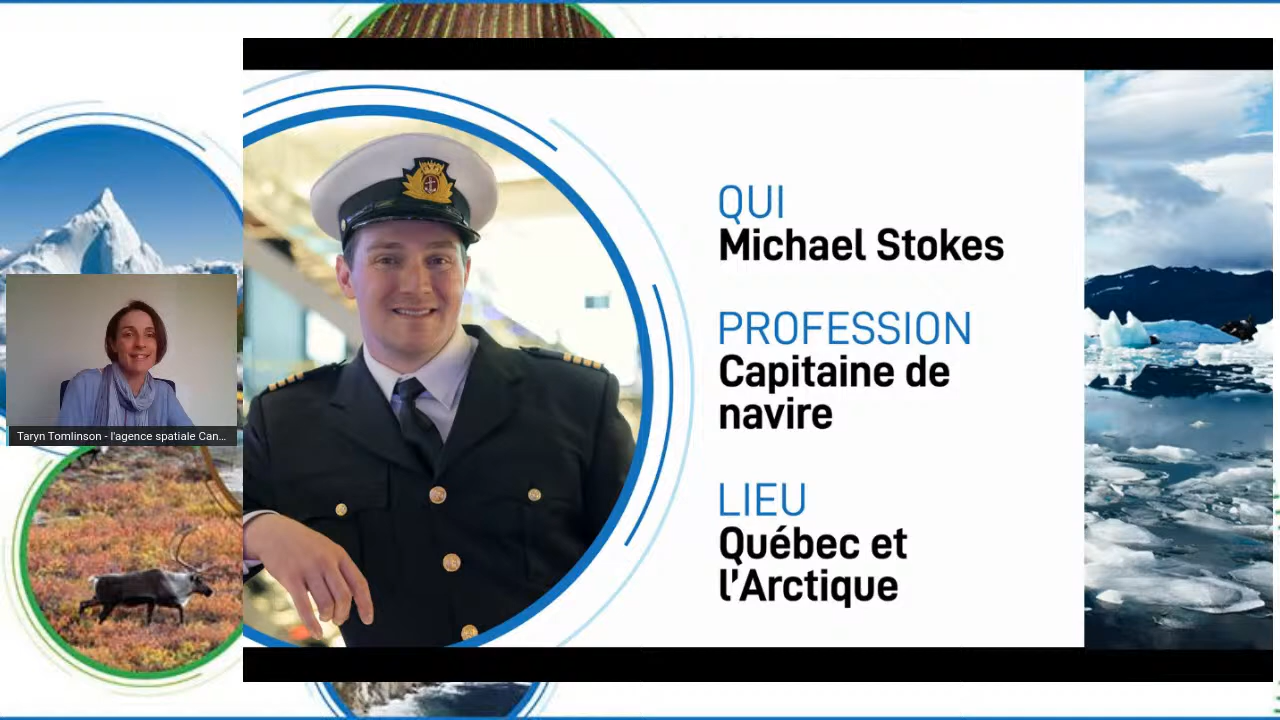 QUI
Michael Stokes
PROFESSION
Capitaine de
navire
LIEU
Québec et
l'Arctique
Taryn Tomlinson - l'agence spatiale Can...